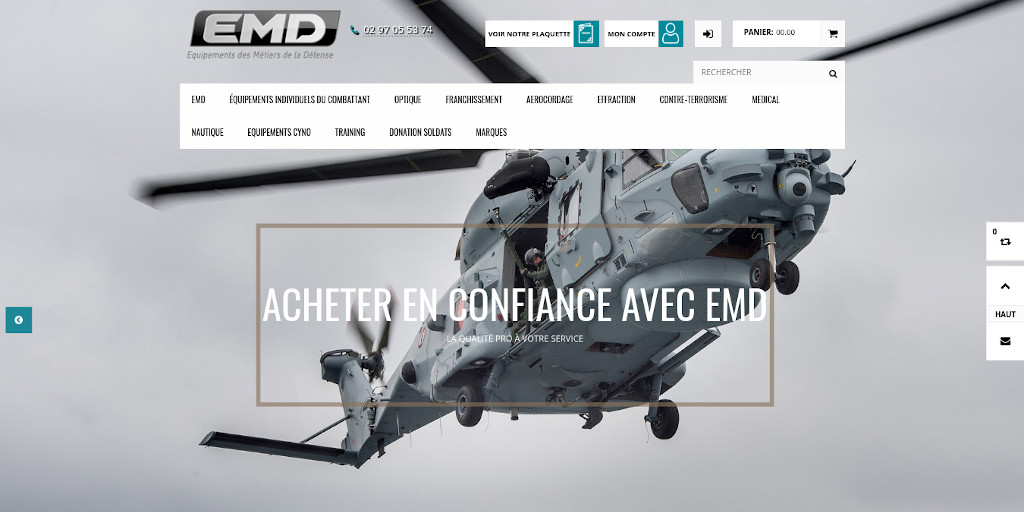 EMD
Equipements des Métiers de la Défense
02 97 05 53 74
VOIR NOTRE PLAQUETTE
MON COMPTE
PANIER: 00.00
RECHERCHER
EMD ÉQUIPEMENTS INDIVIDUELS DU COMBATTANT OPTIQUE FRANCHISSEMENT AEROCORDAGE EFFRACTION CONTRE-TERRORISME MEDICAL
NAUTIQUE EQUIPEMENTS CYNO TRAINING DONATION SOLDATS MARQUES
0
HAUT
ACHETER EN CONFIANCE AVEC EMD
LA QUALITÉ PRO À VOTRE SERVICE